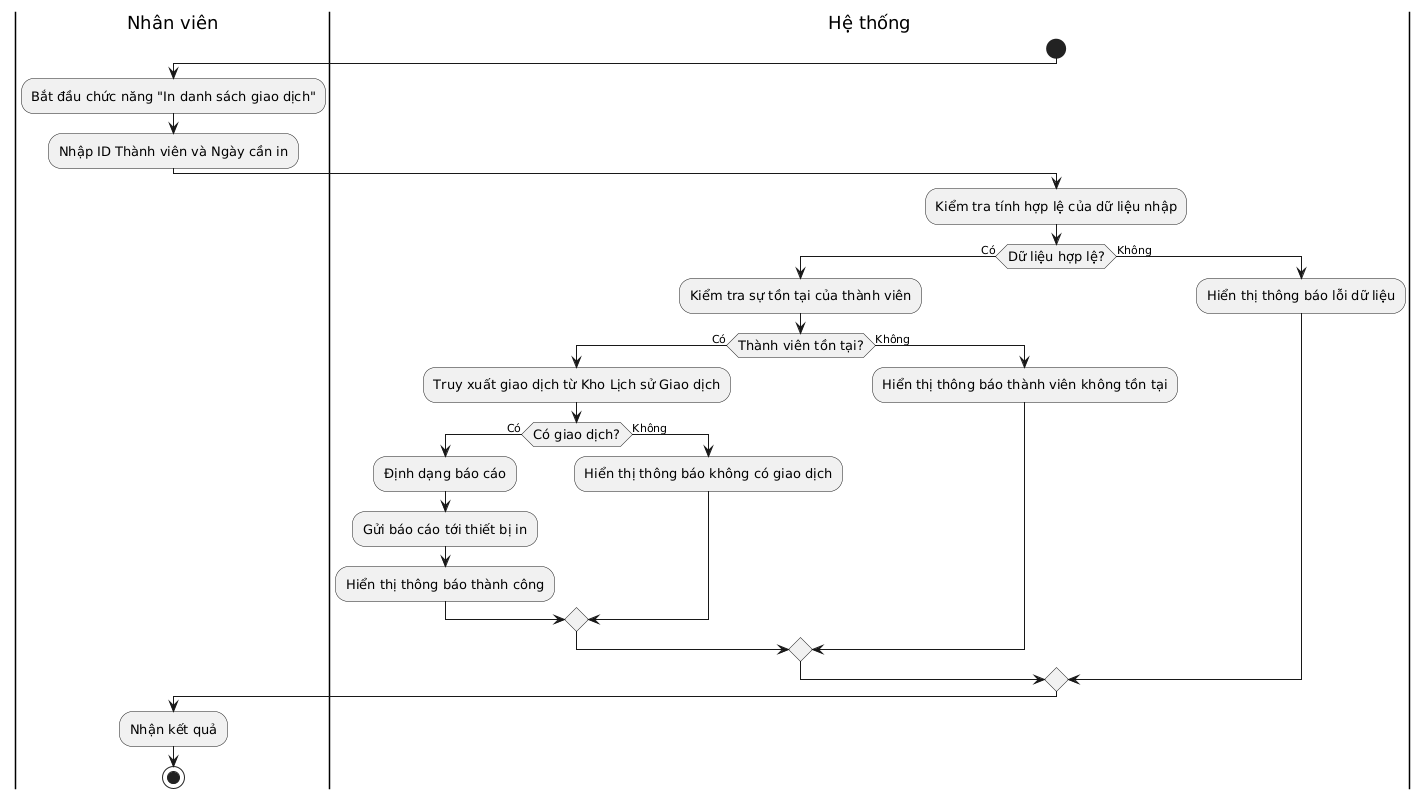 Nhân viên
Hệ thống
Bắt đầu chức năng "In danh sách giao dịch"
Nhập ID Thành viên và Ngày cần in
Kiểm tra tính hợp lệ của dữ liệu nhập
Có
Dữ liệu hợp lệ?
Không
Kiểm tra sự tồn tại của thành viên
Hiển thị thông báo lỗi dữ liệu
Có
Thành viên tồn tại?
Không
Truy xuất giao dịch từ Kho Lịch sử Giao dịch
Hiển thị thông báo thành viên không tồn tại
Có
Có giao dịch?
Không
Định dạng báo cáo
Hiển thị thông báo không có giao dịch
Gửi báo cáo tới thiết bị in
Hiển thị thông báo thành công
Nhận kết quả